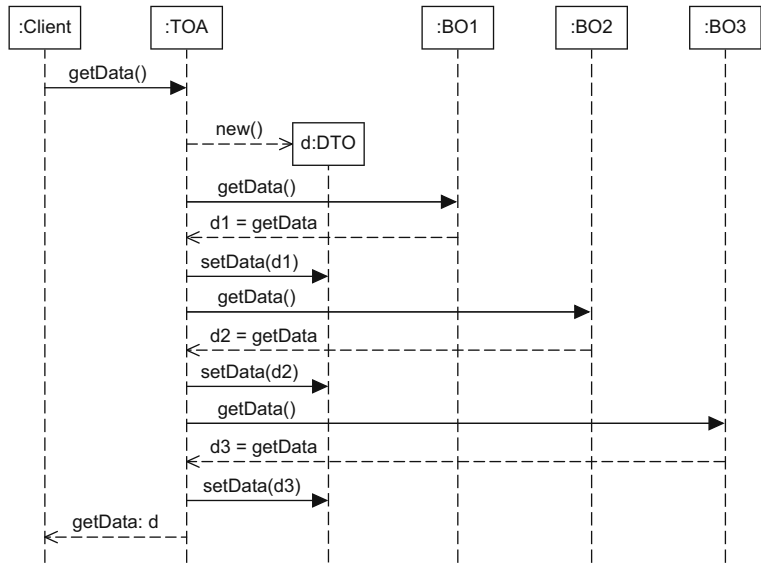 :Client :TOA :BO1 :BO2 :BO3
getData()
new()
d:DTO
getData()
d1 = getData
setData(d1)
getData()
d2 = getData
setData(d2)
getData()
d3 = getData
setData(d3)
getData: d